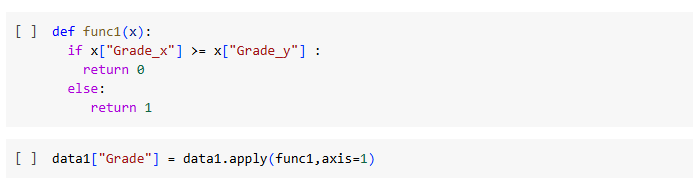 [ ] def func1(x):
if x["Grade_x"] >= x["Grade_y"] :
return 0
else:
return 1
[ ] data1["Grade"] = data1.apply(func1,axis=1)